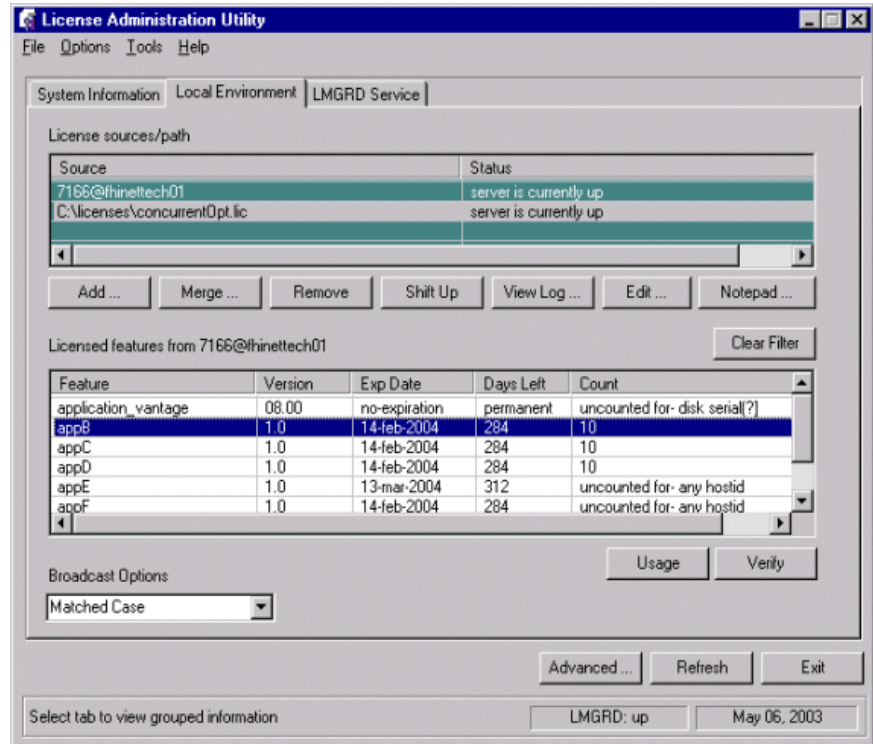 License Administration Utility
File Options Tools Help
System Information Local Environment LMGRD Service
License sources/path
Source Status
7166@fhinettech01 server is currently up
C:\licenses\concurrentOpt.lic server is currently up
Add ... Merge ... Remove Shift Up View Log ... Edit ... Notepad ...
Licensed features from 7166@fhinettech01 Clear Filter
Feature Version Exp Date Days Left Count
application_vantage 08.00 no-expiration permanent uncounted for- disk serial[?]
appB 1.0 14-feb-2004 284 10
appC 1.0 14-feb-2004 284 10
appD 1.0 14-feb-2004 284 10
appE 1.0 13-mar-2004 312 uncounted for- any hostid
appF 1.0 14-feb-2004 284 uncounted for- any hostid
Usage Verify
Broadcast Options
Matched Case
Advanced ... Refresh Exit
Select tab to view grouped information LMGRD: up May 06, 2003